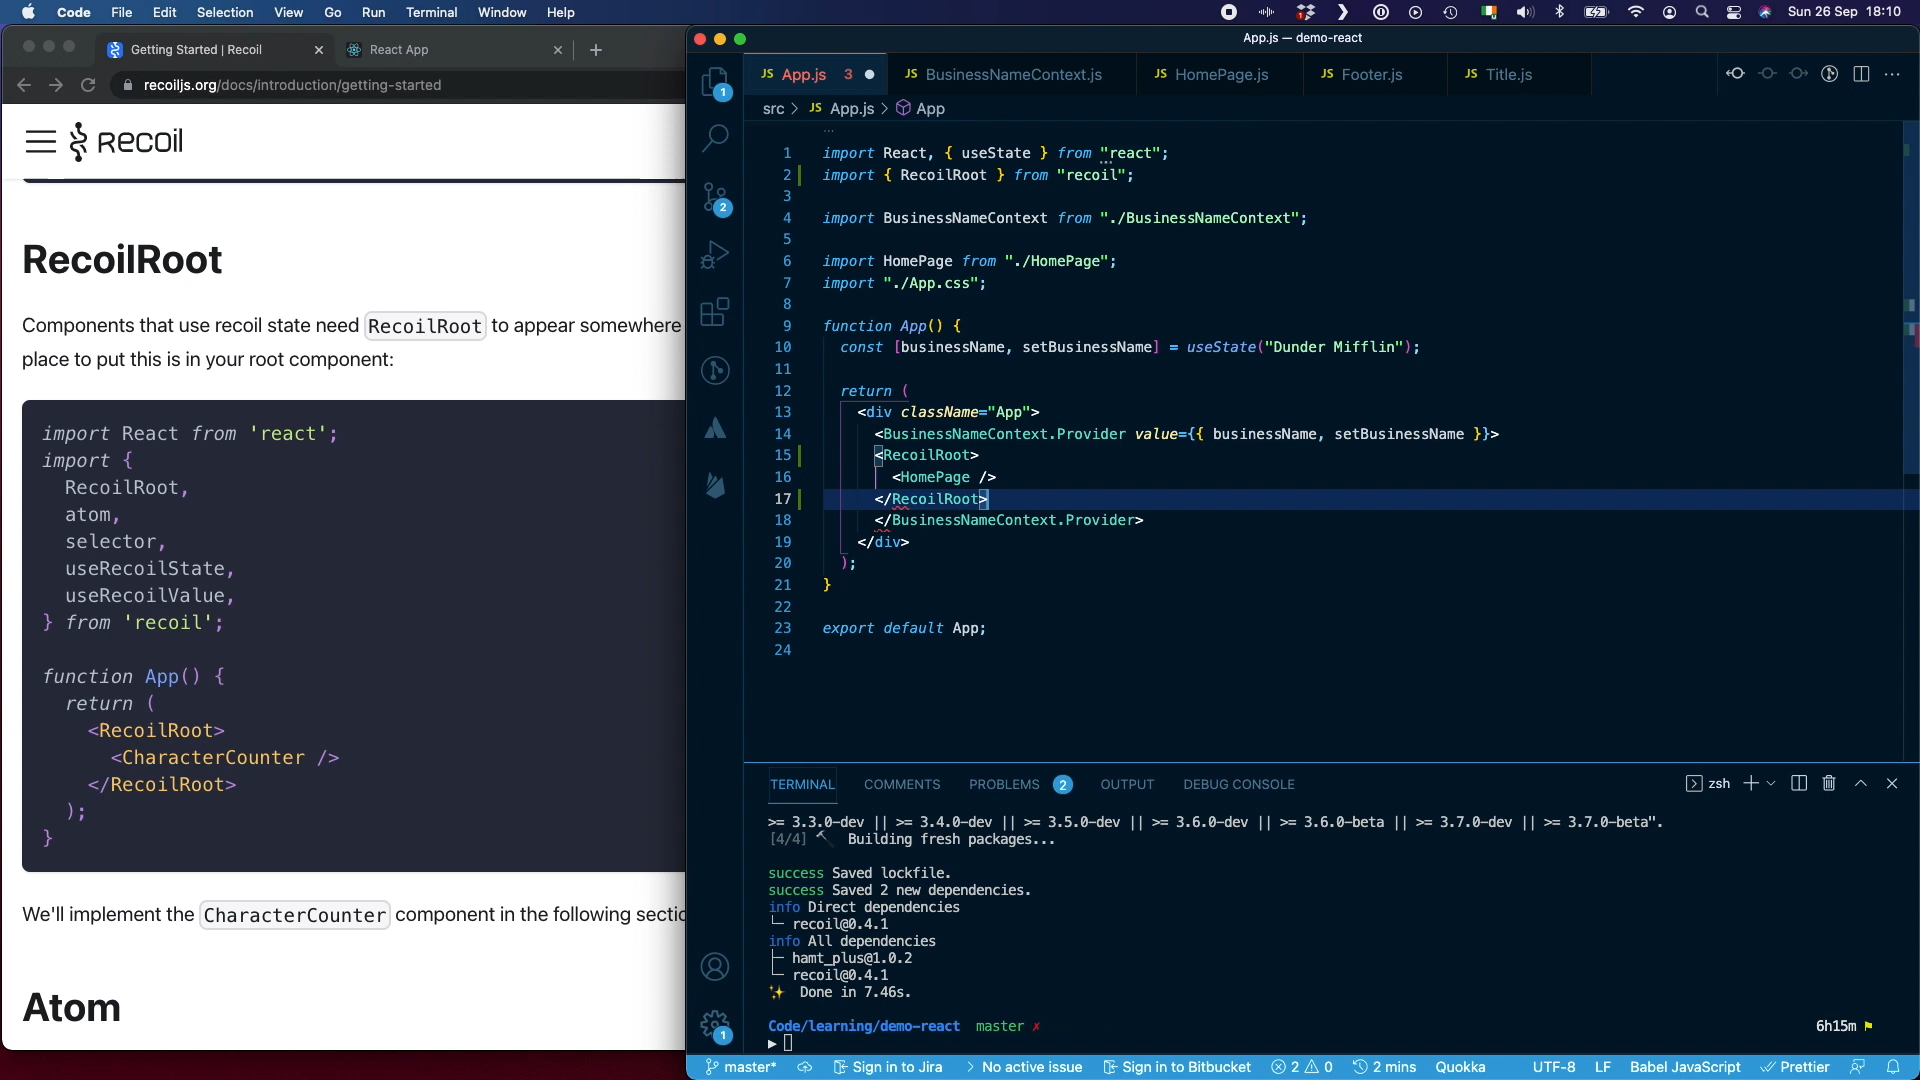 Code File Edit Selection View Go Run Terminal Window Help
Sun 26 Sep 18:10
Getting Started | Recoil
React App
recoiljs.org/docs/introduction/getting-started
RECOIL
RecoilRoot
Components that use recoil state need RecoilRoot to appear somewhere
place to put this is in your root component:
import React from 'react';
import {
RecoilRoot,
atom,
selector,
useRecoilState,
useRecoilValue,
} from 'recoil';
function App() {
return (
<RecoilRoot>
<CharacterCounter />
</RecoilRoot>
);
}
We'll implement the CharacterCounter component in the following sectio
Atom
App.js — demo-react
JS App.js 3
JS BusinessNameContext.js
JS HomePage.js
JS Footer.js
JS Title.js
src > JS App.js > App
1
2
1
1 import React, { useState } from "react";
2 import { RecoilRoot } from "recoil";
3
4 import BusinessNameContext from "./BusinessNameContext";
5
6 import HomePage from "./HomePage";
7 import "./App.css";
8
9 function App() {
10 const [businessName, setBusinessName] = useState("Dunder Mifflin");
11
12 return (
13 <div className="App">
14 <BusinessNameContext.Provider value={{ businessName, setBusinessName }}>
15 <RecoilRoot>
16 <HomePage />
17 </RecoilRoot>
18 </BusinessNameContext.Provider>
19 </div>
20 );
21 }
22
23 export default App;
24
TERMINAL COMMENTS PROBLEMS 2 OUTPUT DEBUG CONSOLE
zsh
>= 3.3.0-dev || >= 3.4.0-dev || >= 3.5.0-dev || >= 3.6.0-dev || >= 3.6.0-beta || >= 3.7.0-dev || >= 3.7.0-beta".
[4/4] 🔨 Building fresh packages...
success Saved lockfile.
success Saved 2 new dependencies.
info Direct dependencies
└─ recoil@0.4.1
info All dependencies
├─ hamt_plus@1.0.2
└─ recoil@0.4.1
✨ Done in 7.46s.
Code/learning/demo-react master ✗
6h15m
master* Sign in to Jira No active issue Sign in to Bitbucket 2 0 2 mins Quokka UTF-8 LF Babel JavaScript Prettier